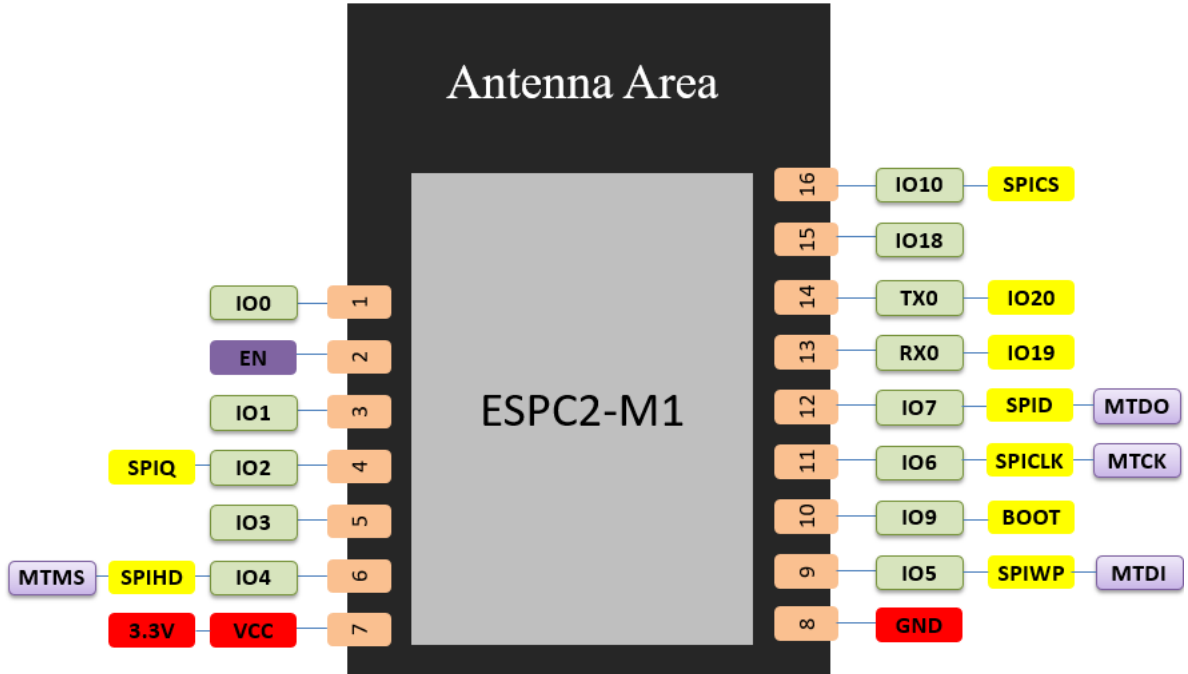 Antenna Area
16 IO10 SPICS
15 IO18
14 TX0 IO20
IO0 1
13 RX0 IO19
EN 2
12 IO7 SPID MTDO
IO1 3
ESPC2-M1
11 IO6 SPICLK MTCK
SPIQ IO2 4
10 IO9 BOOT
IO3 5
9 IO5 SPIWP MTDI
MTMS SPIHD IO4 6
8 GND
3.3V VCC 7